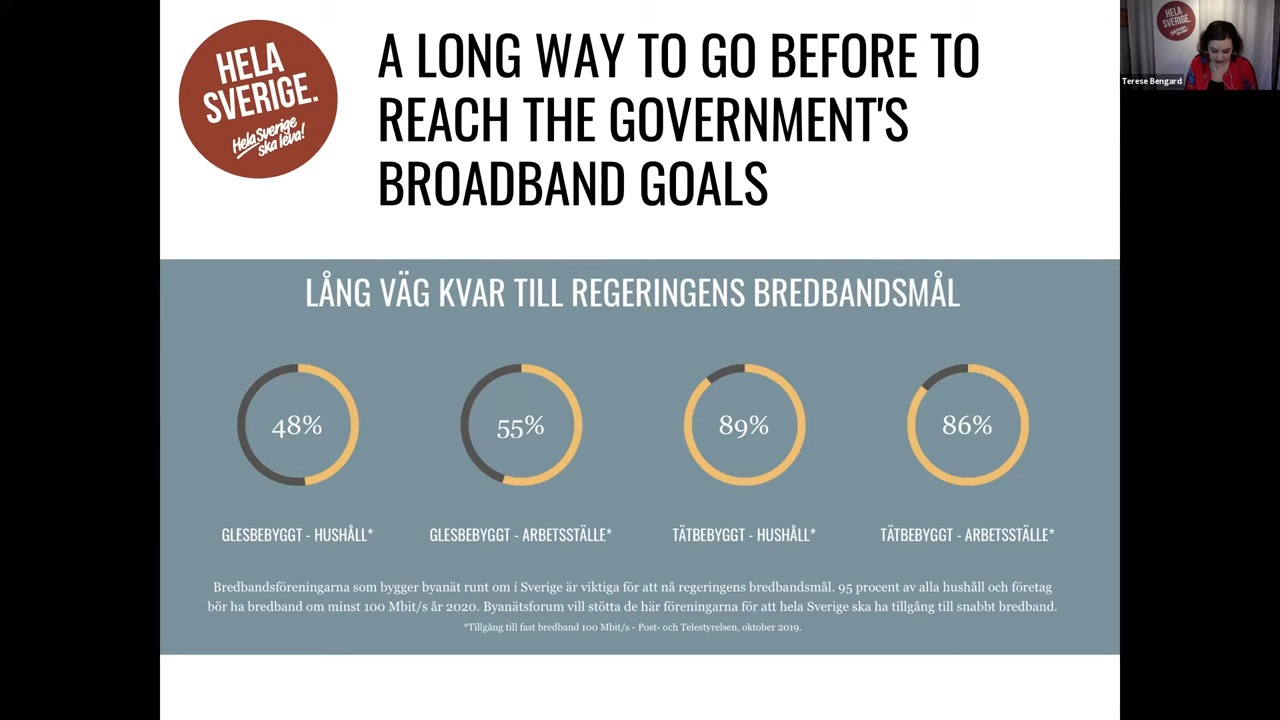 HELA
SVERIGE.
Hela Sverige
ska leva!
A LONG WAY TO GO BEFORE TO
REACH THE GOVERNMENT'S
BROADBAND GOALS
HELA
SVERIGE.
Terese Bengard
LÅNG VÄG KVAR TILL REGERINGENS BREDBANDSMÅL
48%
55%
89%
86%
GLESBEBYGGT - HUSHÅLL*
GLESBEBYGGT - ARBETSSTÄLLE*
TÄTBEBYGGT - HUSHÅLL*
TÄTBEBYGGT - ARBETSSTÄLLE*
Bredbandsföreningarna som bygger byanät runt om i Sverige är viktiga för att nå regeringens bredbandsmål. 95 procent av alla hushåll och företag
bör ha bredband om minst 100 Mbit/s år 2020. Byanätsforum vill stötta de här föreningarna för att hela Sverige ska ha tillgång till snabbt bredband.
*Tillgång till fast bredband 100 Mbit/s - Post- och Telestyrelsen, oktober 2019.